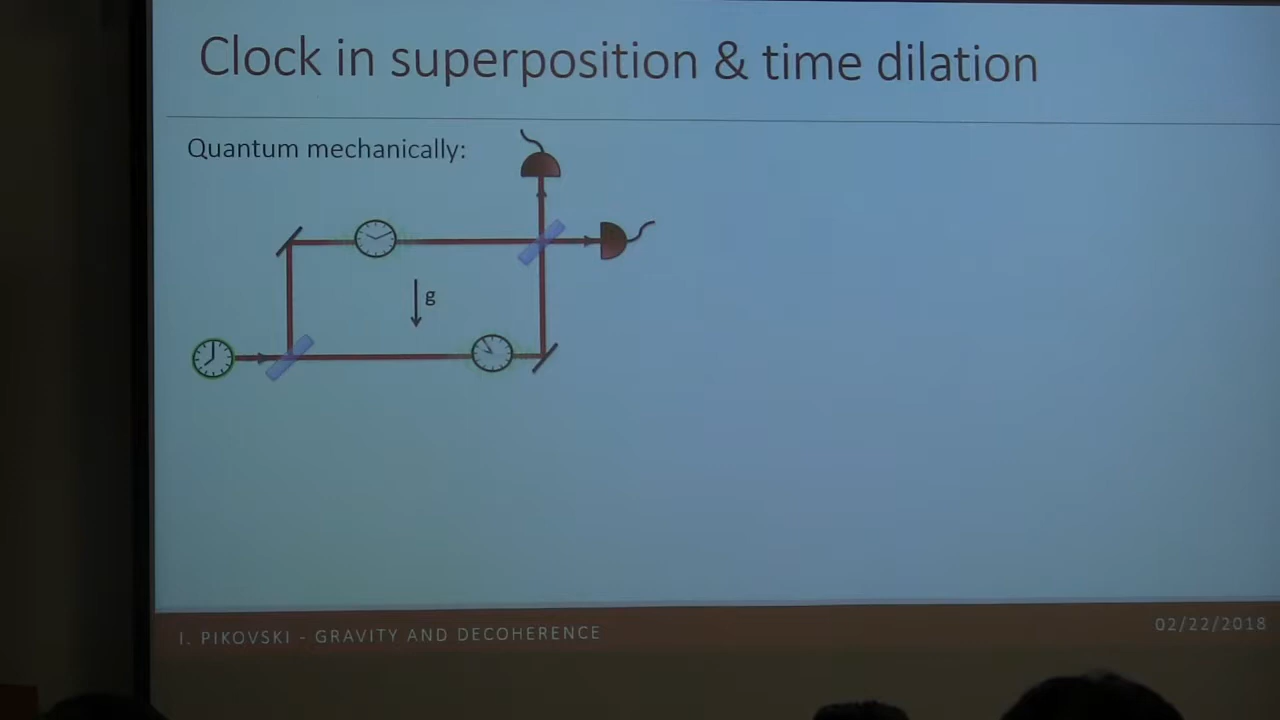 Clock in superposition & time dilation
Quantum mechanically:
g
I. PIKOVSKI - GRAVITY AND DECOHERENCE
02/22/2018